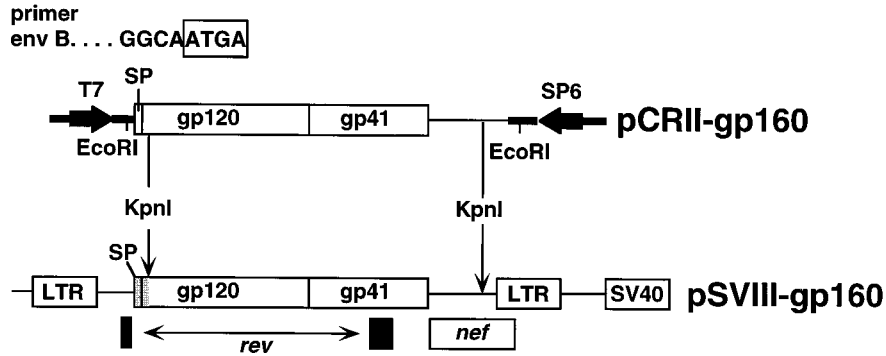 primer
env B. . . . GGCAATGA
T7 SP SP6
gp120 gp41 pCRII-gp160
EcoRI EcoRI
KpnI KpnI
SP
LTR gp120 gp41 LTR SV40 pSVIII-gp160
rev nef